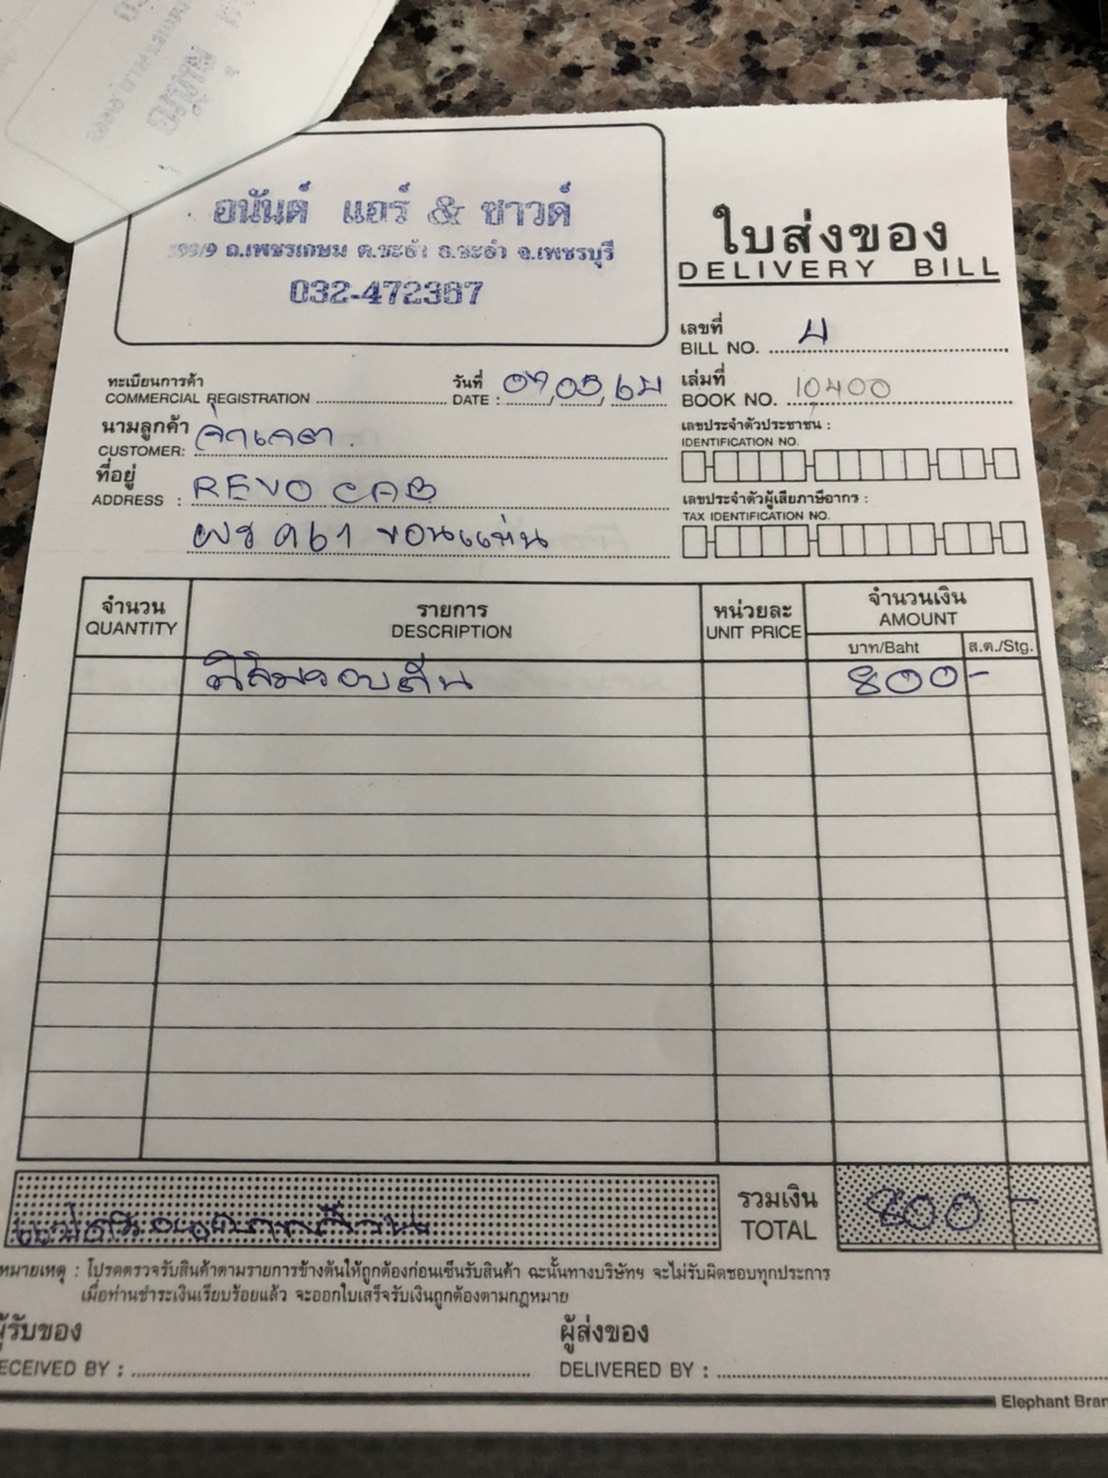 อนันต์ แอร์ & ซาวด์
ถ.เพชรเกษม ต.ชะอำ อ.ชะอำ จ.เพชรบุรี
032-472367
ใบส่งของ
DELIVERY BILL
เลขที่
BILL NO. 4
ทะเบียนการค้า
COMMERCIAL REGISTRATION
วันที่
DATE : 09/05/64
เล่มที่
BOOK NO. 10400
นามลูกค้า
CUSTOMER:
เลขประจำตัวประชาชน :
IDENTIFICATION NO.
ที่อยู่
ADDRESS : REVO CAB
961 ขอนแก่น
เลขประจำตัวผู้เสียภาษีอากร :
TAX IDENTIFICATION NO.
จำนวน
QUANTITY
รายการ
DESCRIPTION
หน่วยละ
UNIT PRICE
จำนวนเงิน
AMOUNT
บาท/Baht
ส.ต./Stg.
800 -
รวมเงิน
TOTAL
800 -
หมายเหตุ : โปรดตรวจรับสินค้าตามรายการข้างต้นให้ถูกต้องก่อนเซ็นรับสินค้า ฉะนั้นทางบริษัทฯ จะไม่รับผิดชอบทุกประการ
เมื่อท่านชำระเงินเรียบร้อยแล้ว จะออกใบเสร็จรับเงินถูกต้องตามกฎหมาย
ผู้รับของ
RECEIVED BY :
ผู้ส่งของ
DELIVERED BY :
Elephant Bran